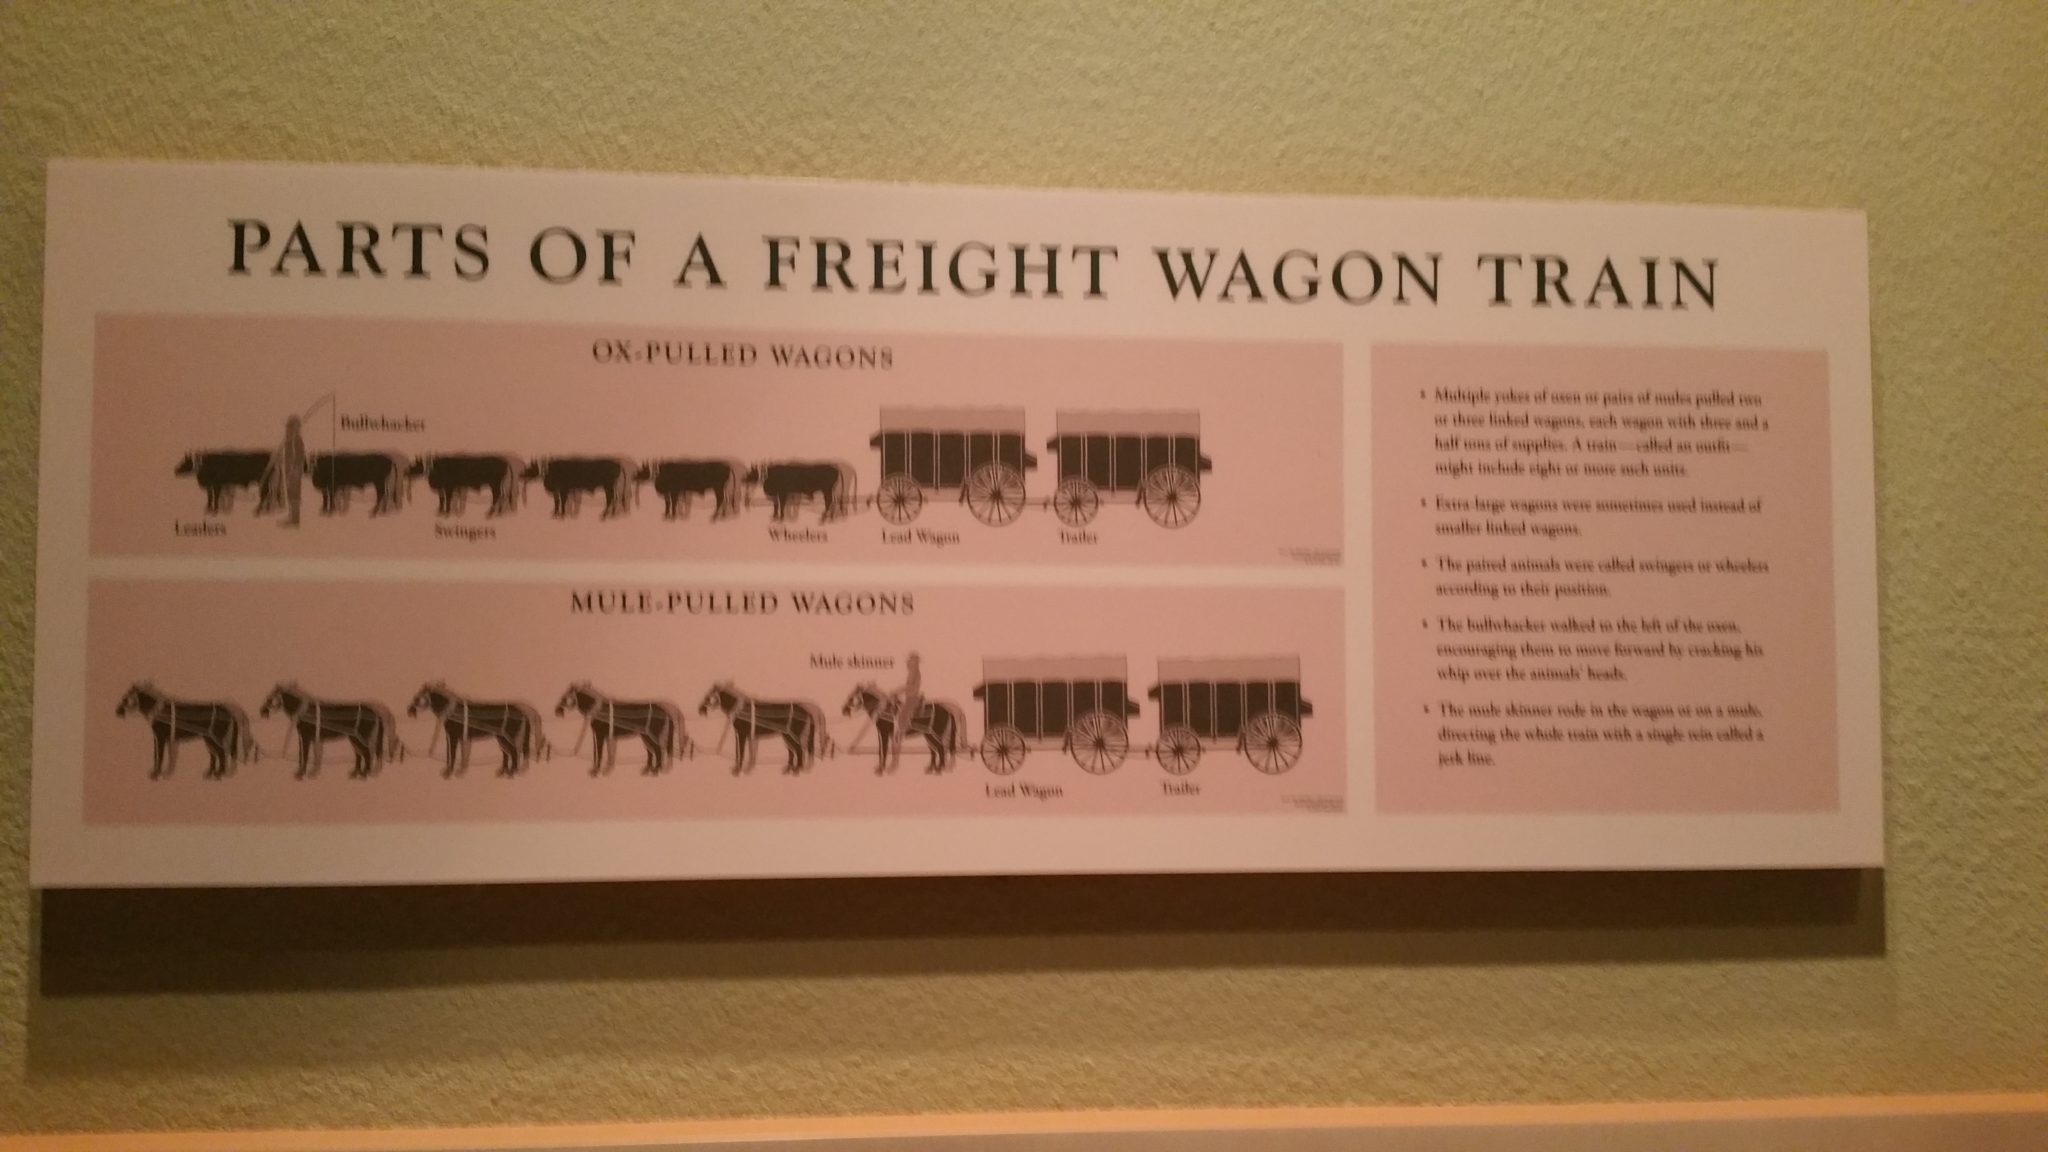 PARTS OF A FREIGHT WAGON TRAIN
OX-PULLED WAGONS
Bullwhacker
Leaders
Swingers
Wheelers
Lead Wagon
Trailer
MULE-PULLED WAGONS
Mule skinner
Lead Wagon
Trailer
• Multiple yokes of oxen or pairs of mules pulled two
or three linked wagons, each wagon with three and a
half tons of supplies. A train—called an outfit—
might include eight or more such units.
• Extra-large wagons were sometimes used instead of
smaller linked wagons.
• The paired animals were called swingers or wheelers
according to their position.
• The bullwhacker walked to the left of the oxen,
encouraging them to move forward by cracking his
whip over the animals' heads.
• The mule skinner rode in the wagon or on a mule,
directing the whole train with a single rein called a
jerk line.